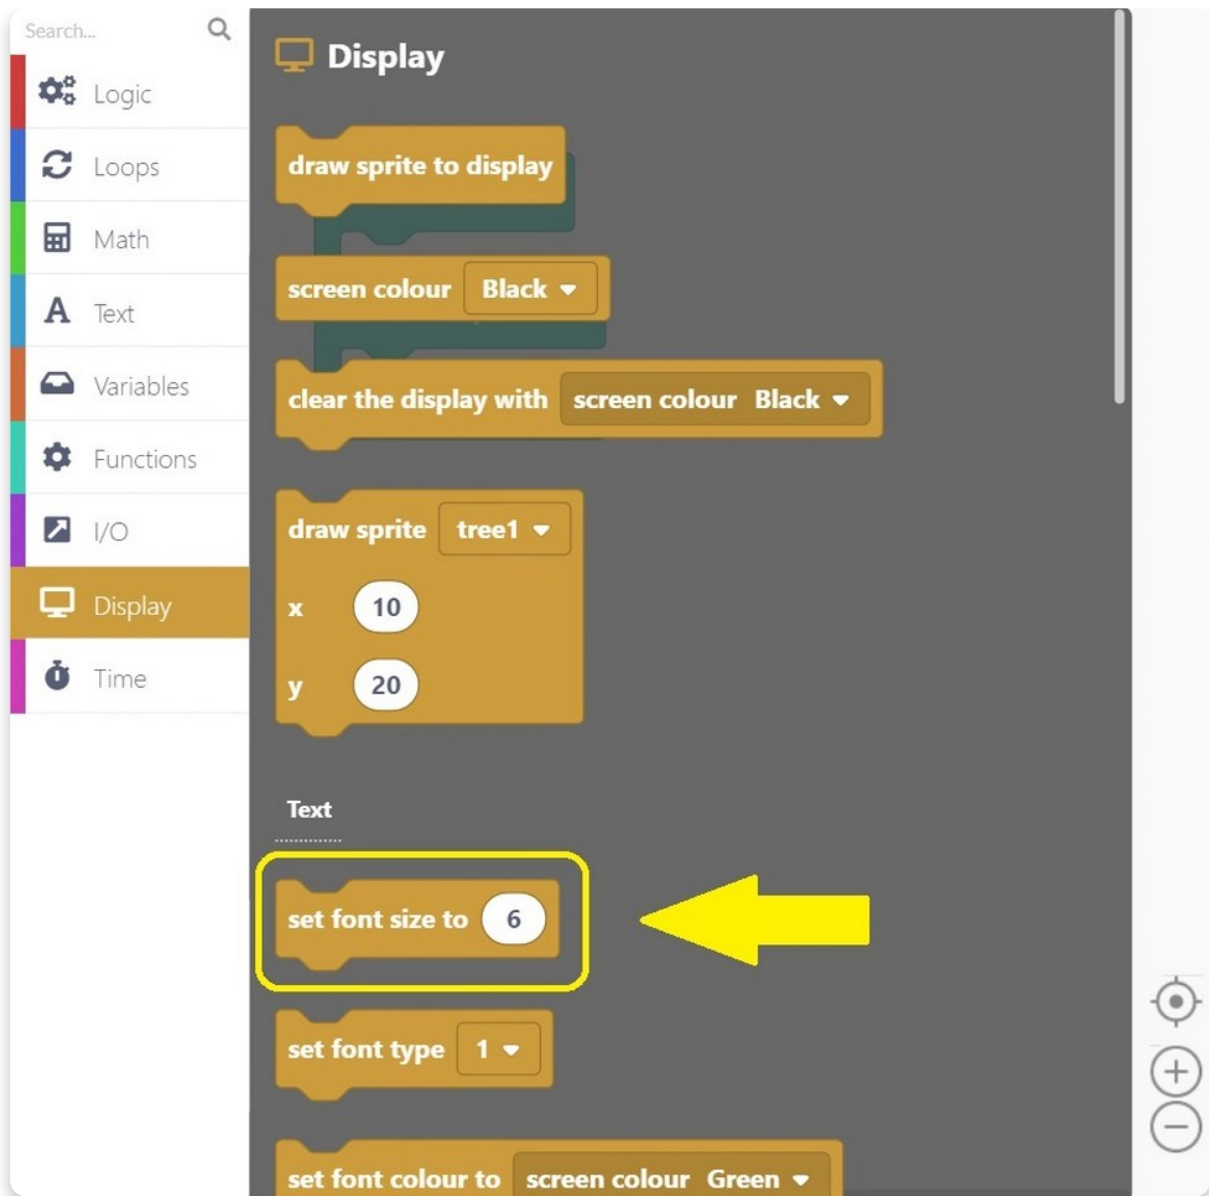 Search...
Logic
Loops
Math
Text
Variables
Functions
I/O
Display
Time
Display
draw sprite to display
screen colour Black
clear the display with screen colour Black
draw sprite tree1
x 10
y 20
Text
set font size to 6
set font type 1
set font colour to screen colour Green